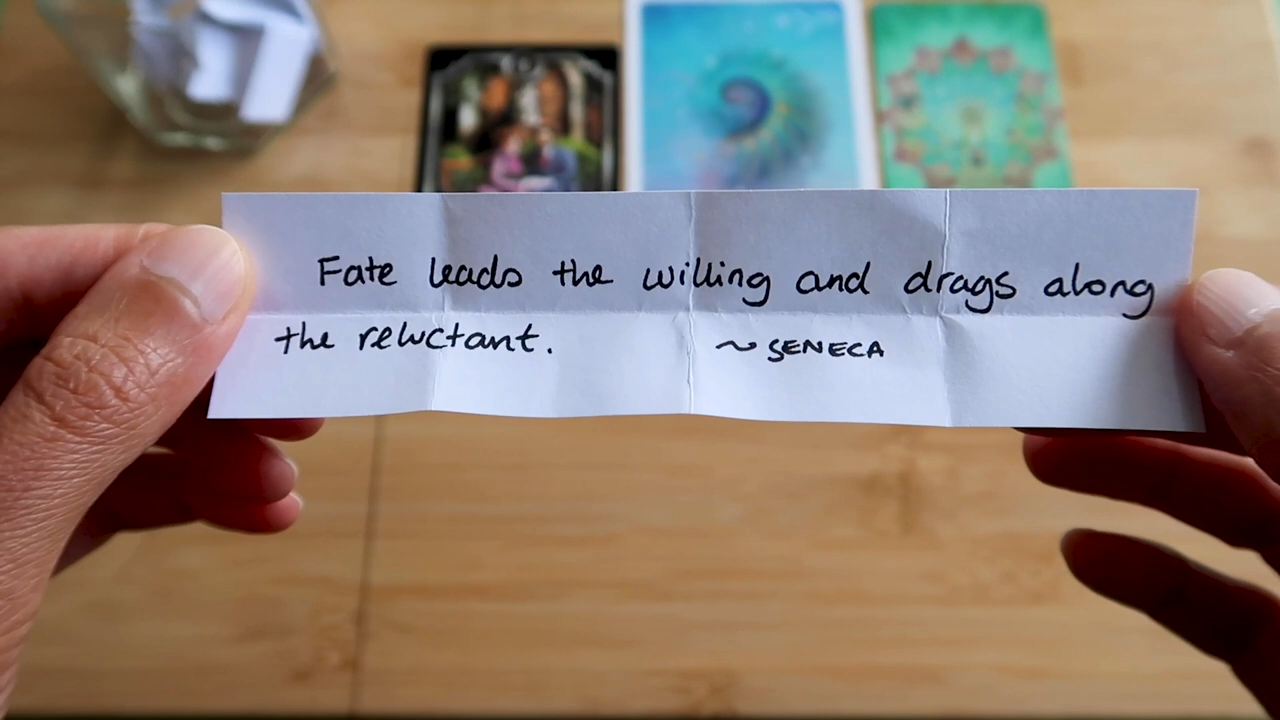 Fate leads the willing and drags along
the reluctant. ~ SENECA